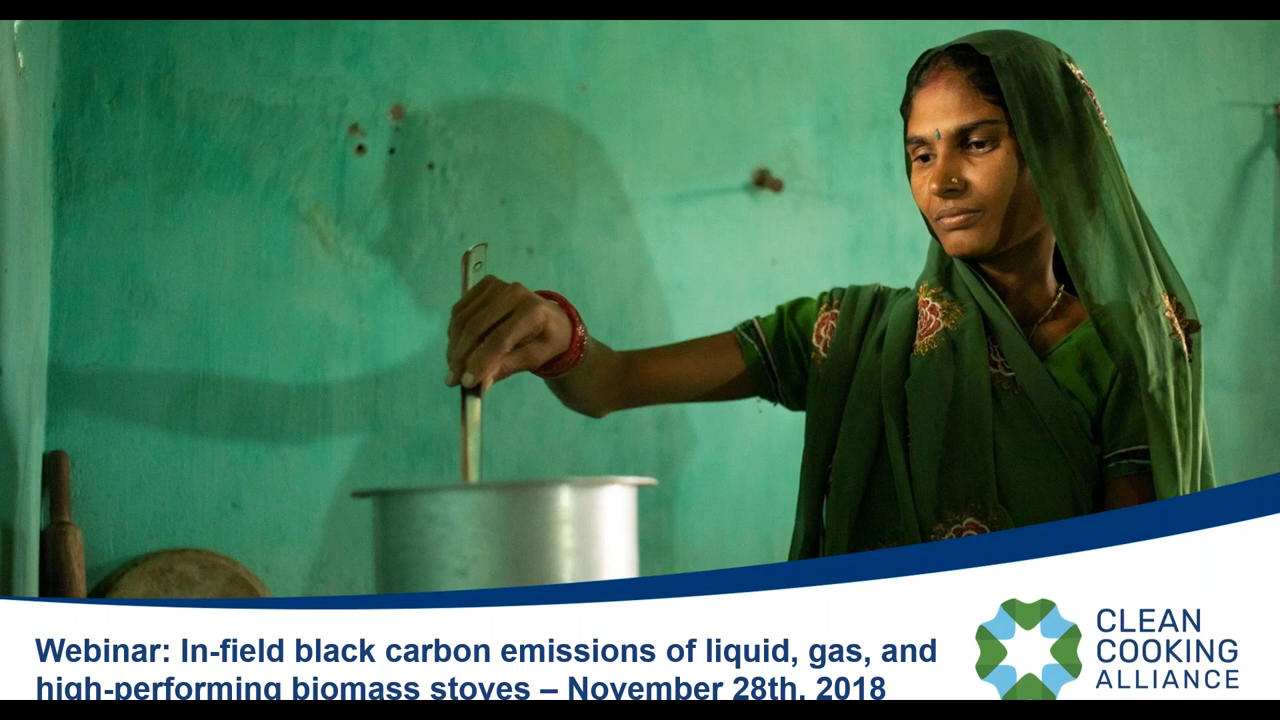 Webinar: In-field black carbon emissions of liquid, gas, and
high-performing biomass stoves – November 28th, 2018
CLEAN
COOKING
ALLIANCE